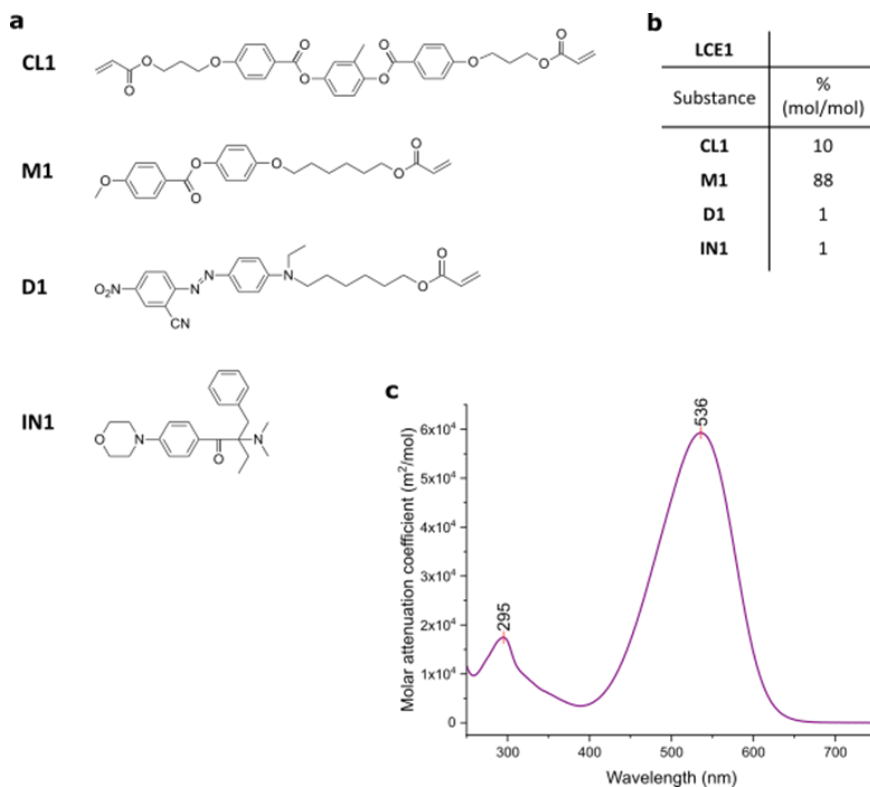 a
CL1
O
O
O
O
O
O
O
O
O
O
M1
O
O
O
O
O
O
D1
O₂N
N
N
CN
N
O
O
IN1
O
N
O
N
b
LCE1
Substance
%
(mol/mol)
CL1
10
M1
88
D1
1
IN1
1
c
Molar attenuation coefficient (m²/mol)
6x10⁴
5x10⁴
4x10⁴
3x10⁴
2x10⁴
1x10⁴
0
295
536
300
400
500
600
700
Wavelength (nm)